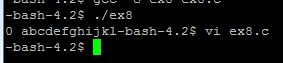 -bash-4.2$ ./ex8
0 abcdefghijkl-bash-4.2$ vi ex8.c
-bash-4.2$